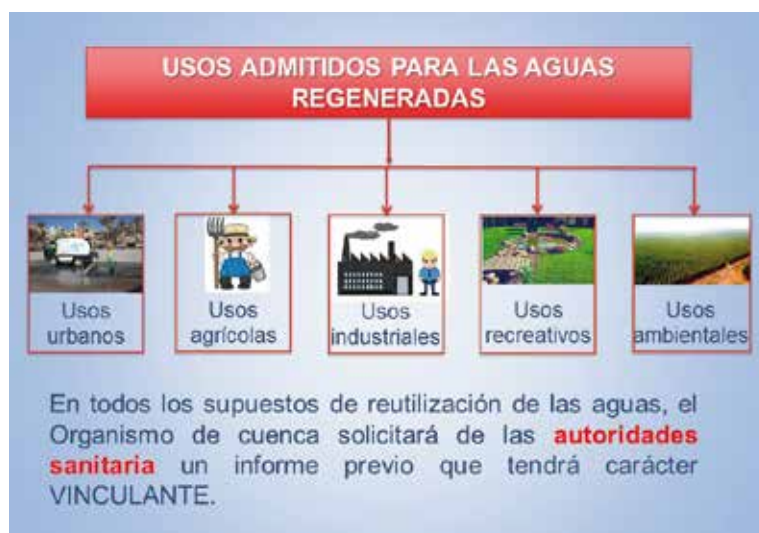 USOS ADMITIDOS PARA LAS AGUAS
REGENERADAS
Usos
urbanos
Usos
agrícolas
Usos
industriales
Usos
recreativos
Usos
ambientales
En todos los supuestos de reutilización de las aguas, el
Organismo de cuenca solicitará de las autoridades
sanitaria un informe previo que tendrá carácter
VINCULANTE.